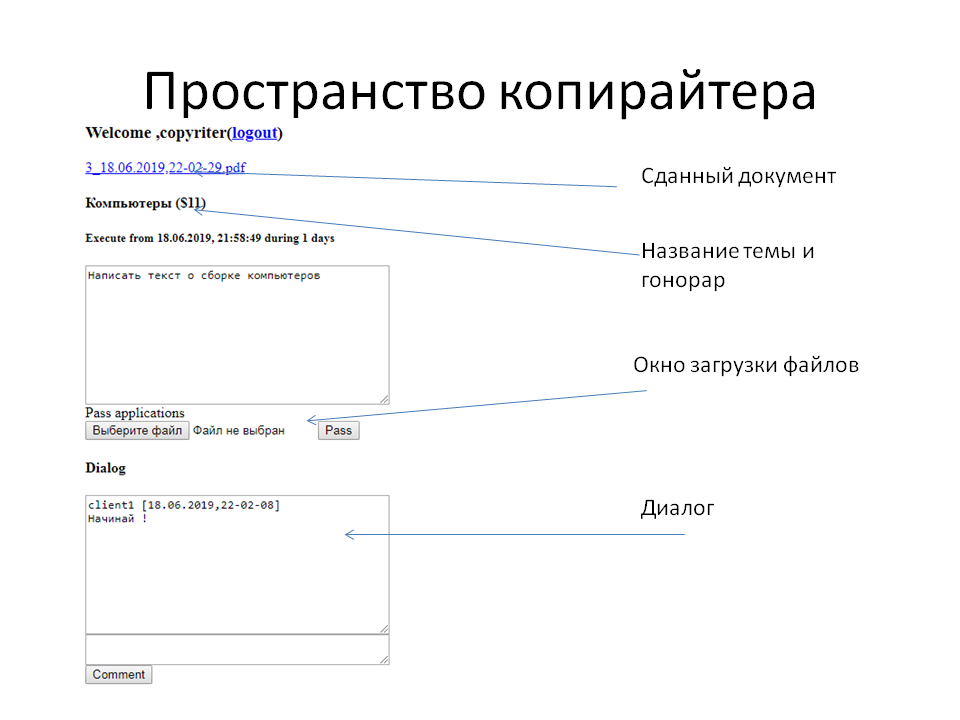 Пространство копирайтера
Welcome ,copyriter(logout)
3_18.06.2019,22-02-29.pdf
Сданный документ
Компьютеры ($11)
Execute from 18.06.2019, 21:58:49 during 1 days
Название темы и
гонорар
Написать текст о сборке компьютеров
Окно загрузки файлов
Pass applications
Выберите файл Файл не выбран Pass
Dialog
client1 [18.06.2019,22-02-08]
Начинай !
Диалог
Comment